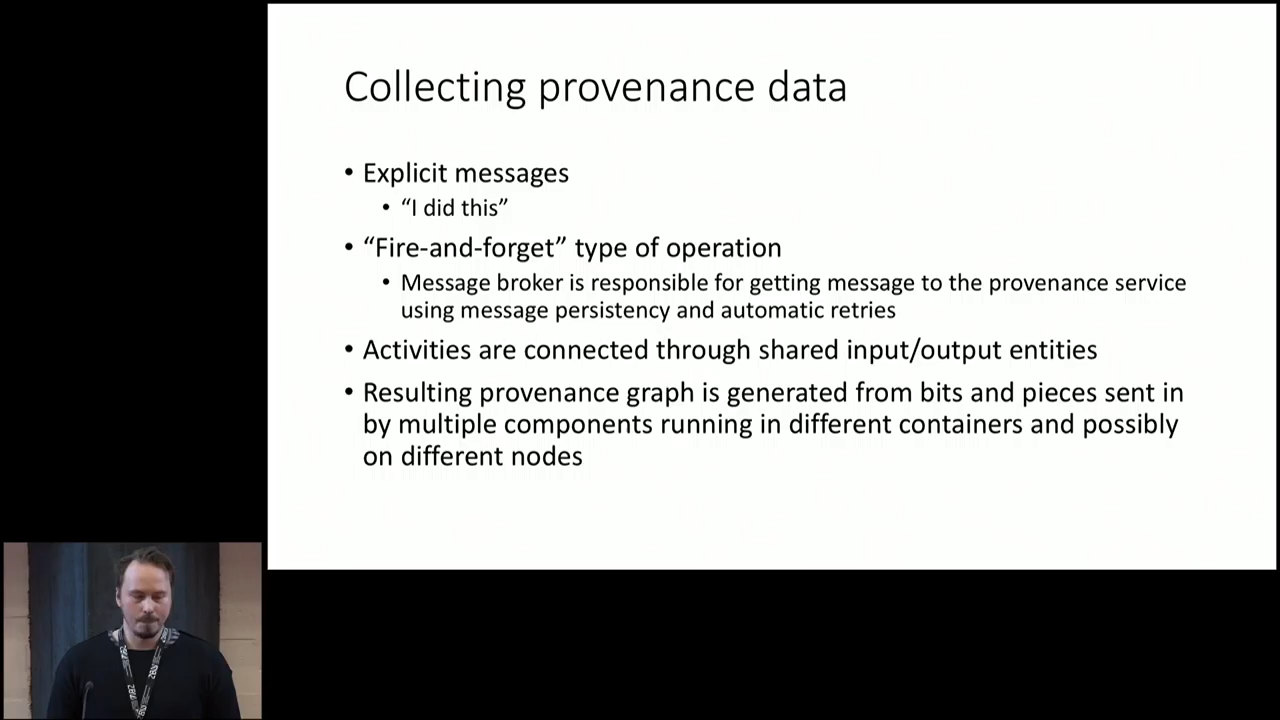 Collecting provenance data
• Explicit messages
• “I did this”
• “Fire-and-forget” type of operation
• Message broker is responsible for getting message to the provenance service
using message persistency and automatic retries
• Activities are connected through shared input/output entities
• Resulting provenance graph is generated from bits and pieces sent in
by multiple components running in different containers and possibly
on different nodes